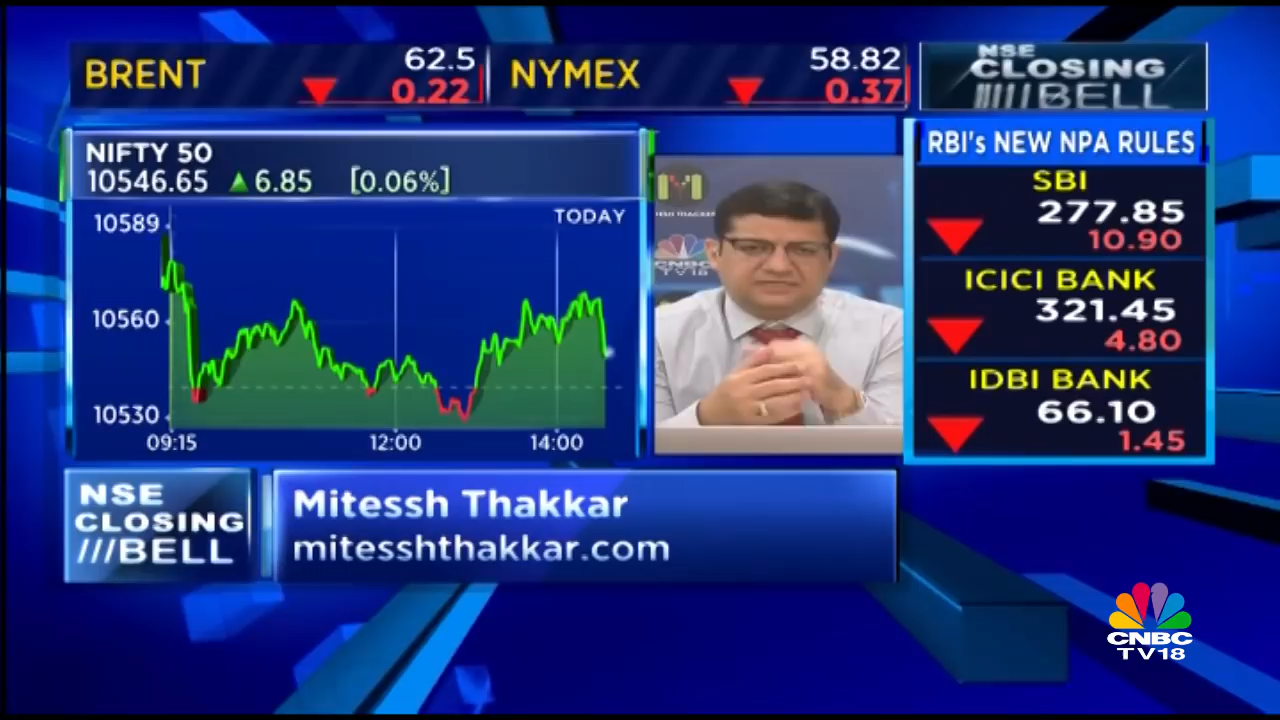 BRENT
62.5
0.22
NYMEX
58.82
0.37
NSE
CLOSING
////BELL
NIFTY 50
10546.65 6.85 [0.06%]
TODAY
10589
10560
10530
09:15
12:00
14:00
CNBC
TV18
RBI's NEW NPA RULES
SBI
277.85
10.90
ICICI BANK
321.45
4.80
IDBI BANK
66.10
1.45
NSE
CLOSING
///BELL
Mitessh Thakkar
mitesshthakkar.com
CNBC
TV18